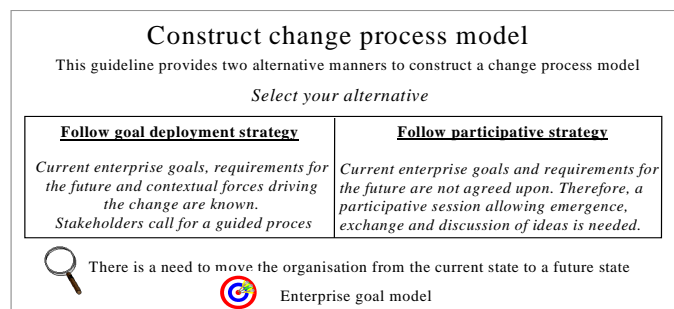 Construct change process model
This guideline provides two alternative manners to construct a change process model
Select your alternative
Follow goal deployment strategy
Current enterprise goals, requirements for
the future and contextual forces driving
the change are known.
Stakeholders call for a guided proces
Follow participative strategy
Current enterprise goals and requirements for
the future are not agreed upon. Therefore, a
participative session allowing emergence,
exchange and discussion of ideas is needed.
There is a need to move the organisation from the current state to a future state
Enterprise goal model